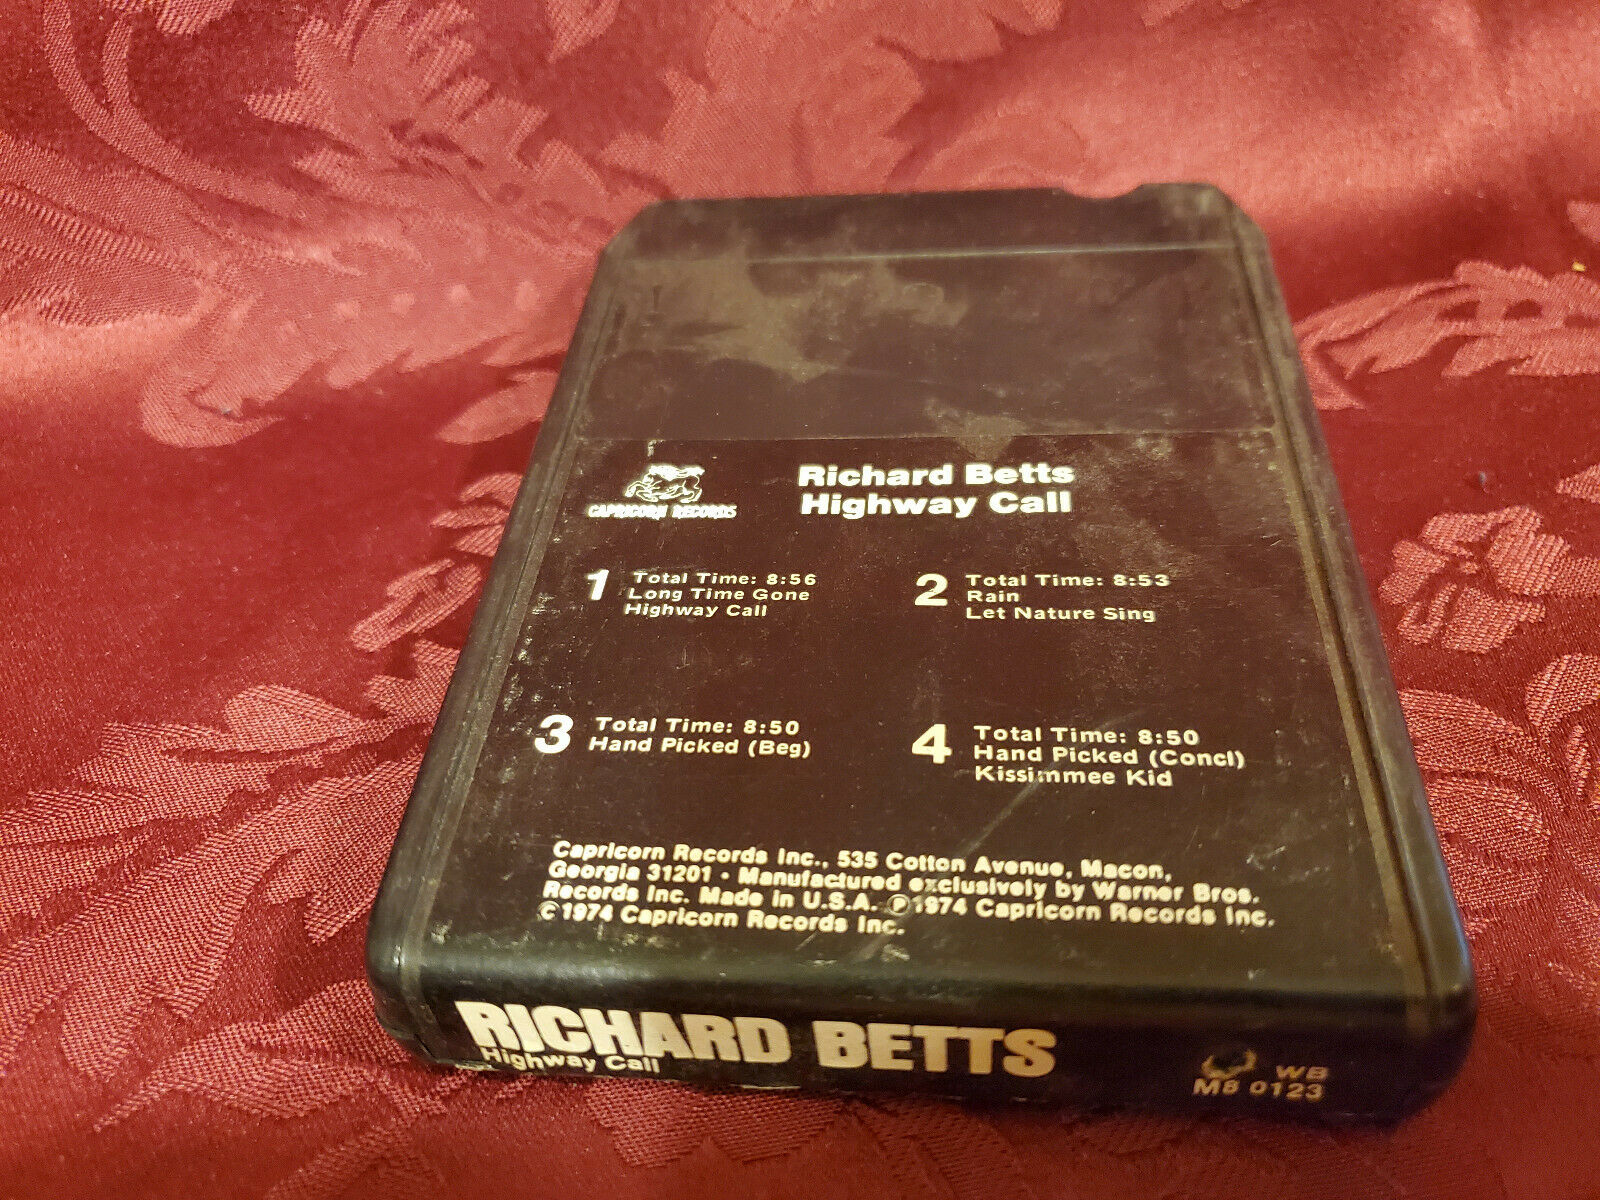 CAPRICORN RECORDS
Richard Betts
Highway Call
1
Total Time: 8:56
Long Time Gone
Highway Call
2
Total Time: 8:53
Rain
Let Nature Sing
3
Total Time: 8:50
Hand Picked (Beg)
4
Total Time: 8:50
Hand Picked (Concl)
Kissimmee Kid
Capricorn Records Inc., 535 Cotton Avenue, Macon,
Georgia 31201 • Manufactured exclusively by Warner Bros.
Records Inc. Made in U.S.A. ℗1974 Capricorn Records Inc.
©1974 Capricorn Records Inc.
RICHARD BETTS
Highway Call
WB
M8 0123